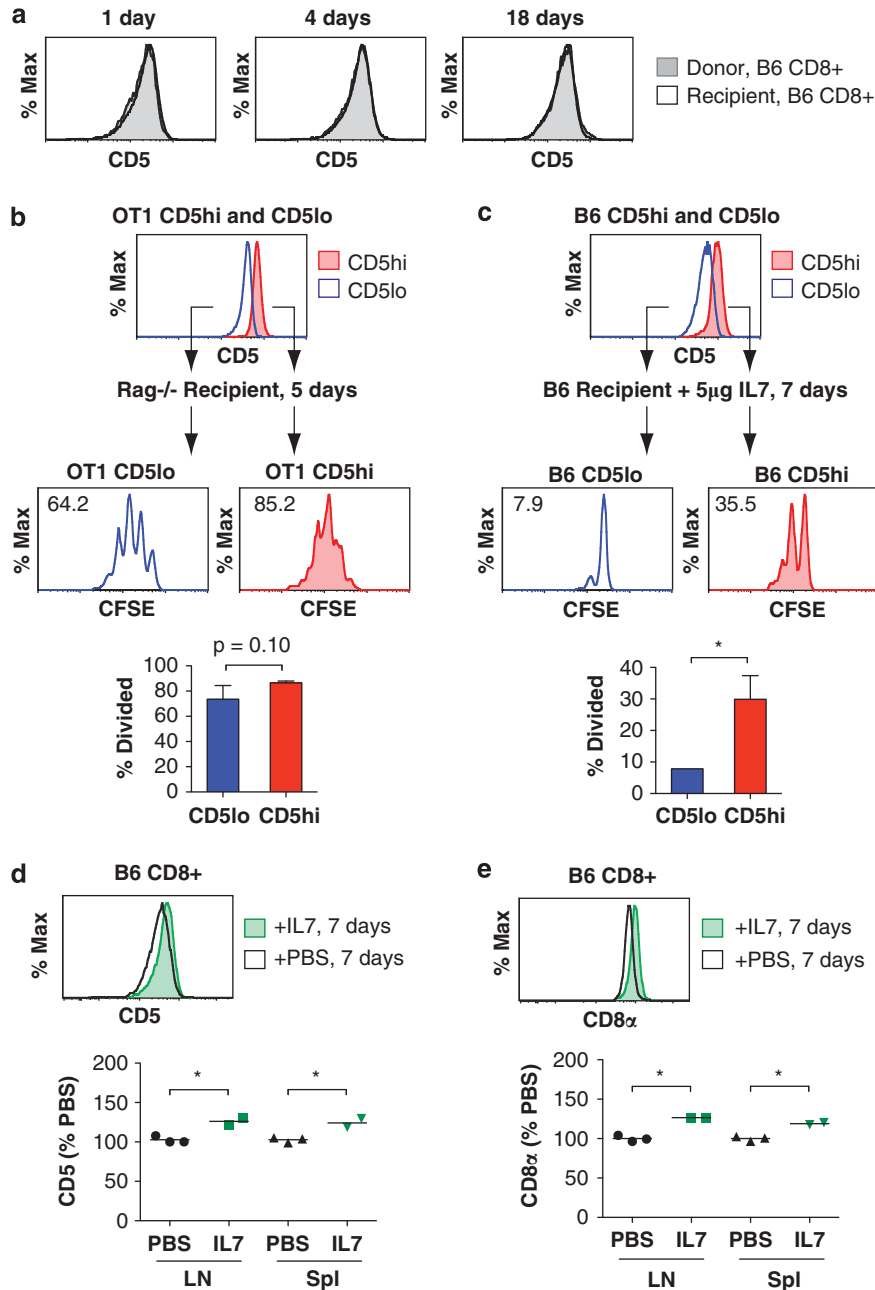 a
1 day
4 days
18 days
% Max
CD5
CD5
CD5
Donor, B6 CD8+
Recipient, B6 CD8+
b
OT1 CD5hi and CD5lo
% Max
CD5
CD5hi
CD5lo
Rag-/- Recipient, 5 days
OT1 CD5lo
OT1 CD5hi
% Max
64.2
CFSE
% Max
85.2
CFSE
p = 0.10
% Divided
100
80
60
40
20
0
CD5lo
CD5hi
c
B6 CD5hi and CD5lo
% Max
CD5
CD5hi
CD5lo
B6 Recipient + 5µg IL7, 7 days
B6 CD5lo
B6 CD5hi
% Max
7.9
CFSE
% Max
35.5
CFSE
*
% Divided
40
30
20
10
0
CD5lo
CD5hi
d
B6 CD8+
% Max
CD5
+IL7, 7 days
+PBS, 7 days
CD5 (% PBS)
200
150
100
50
0
*
*
PBS
IL7
PBS
IL7
LN
Spl
e
B6 CD8+
% Max
CD8α
+IL7, 7 days
+PBS, 7 days
CD8α (% PBS)
200
150
100
50
0
*
*
PBS
IL7
PBS
IL7
LN
Spl